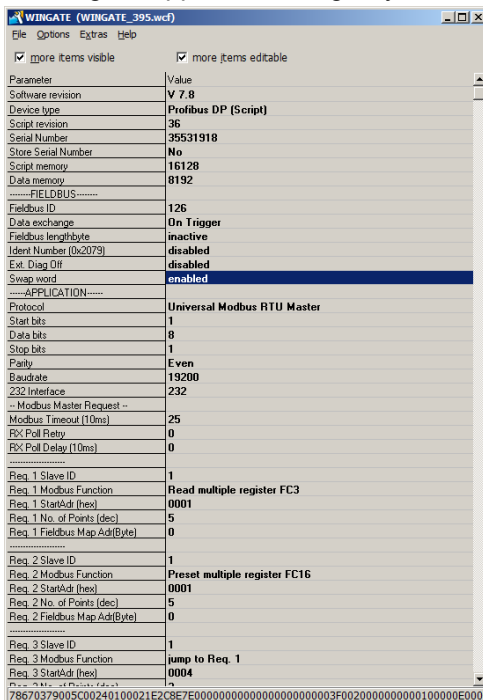 WINGATE (WINGATE_395.wcf)
File Options Extras Help
more items visible more items editable
Parameter Value
Software revision V 7.8
Device type Profibus DP (Script)
Script revision 36
Serial Number 35531918
Store Serial Number No
Script memory 16128
Data memory 8192
--------FIELDBUS--------
Fieldbus ID 126
Data exchange On Trigger
Fieldbus lengthbyte inactive
Ident Number (0x2079) disabled
Ext. Diag Off disabled
Swap word enabled
------APPLICATION------
Protocol Universal Modbus RTU Master
Start bits 1
Data bits 8
Stop bits 1
Parity Even
Baudrate 19200
232 Interface 232
-- Modbus Master Request --
Modbus Timeout (10ms) 25
RX Poll Retry 0
RX Poll Delay (10ms) 0
--------------------
Req. 1 Slave ID 1
Req. 1 Modbus Function Read multiple register FC3
Req. 1 StartAdr (hex) 0001
Req. 1 No. of Points (dec) 5
Req. 1 Fieldbus Map Adr(Byte) 0
--------------------
Req. 2 Slave ID 1
Req. 2 Modbus Function Preset multiple register FC16
Req. 2 StartAdr (hex) 0001
Req. 2 No. of Points (dec) 5
Req. 2 Fieldbus Map Adr(Byte) 0
--------------------
Req. 3 Slave ID 1
Req. 3 Modbus Function jump to Req. 1
Req. 3 StartAdr (hex) 0004